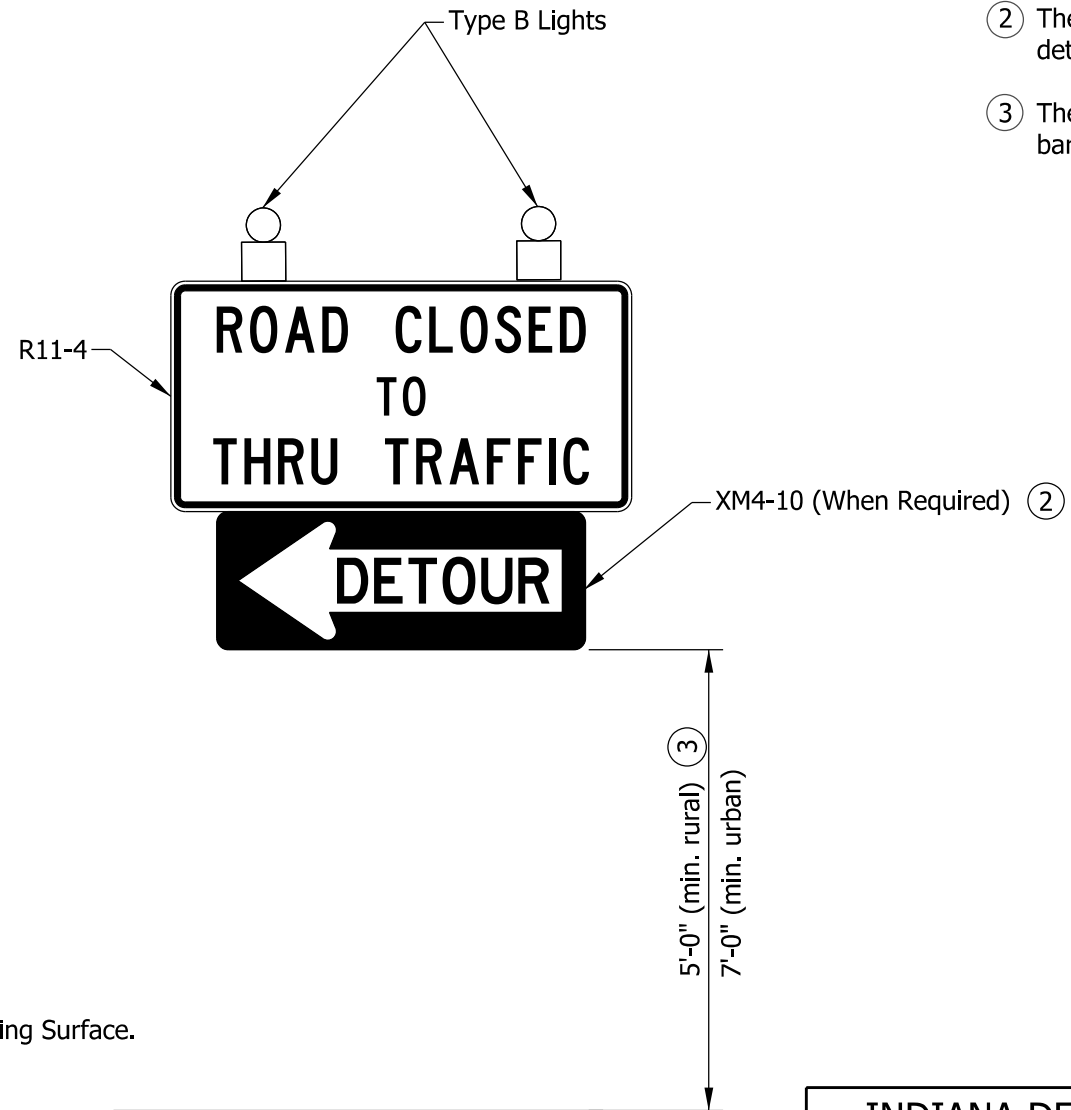 Type B Lights
② The
det
③ The
bar
R11-4
ROAD CLOSED
TO
THRU TRAFFIC
XM4-10 (When Required) ②
DETOUR
5'-0" (min. rural) ③
7'-0" (min. urban)
ing Surface.
INDIANA DE